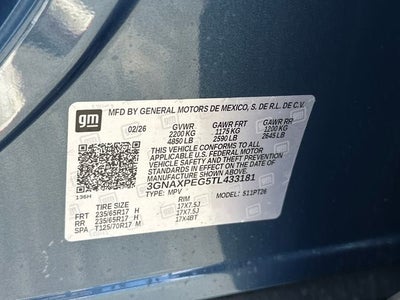 gm
MFD BY GENERAL MOTORS DE MEXICO, S. DE R.L. DE C.V.
02/26 GVWR GAWR FRT GAWR RR
2200 KG 1175 KG 1200 KG
4850 LB 2590 LB 2645 LB
THIS VEHICLE CONFORMS TO ALL
APPLICABLE U.S. FEDERAL MOTOR
VEHICLE SAFETY AND THEFT
PREVENTION STANDARDS IN EFFECT ON
THE DATE OF MANUFACTURE SHOWN ABOVE.
3GNAXPEG5TL433181
136H TYPE: MPV MODEL: 511PT26
TIRE SIZE RIM
FRT 235/65R17 H 17X7.5J
RR 235/65R17 H 17X7.5J
SPA T125/70R17 M 17X4BT